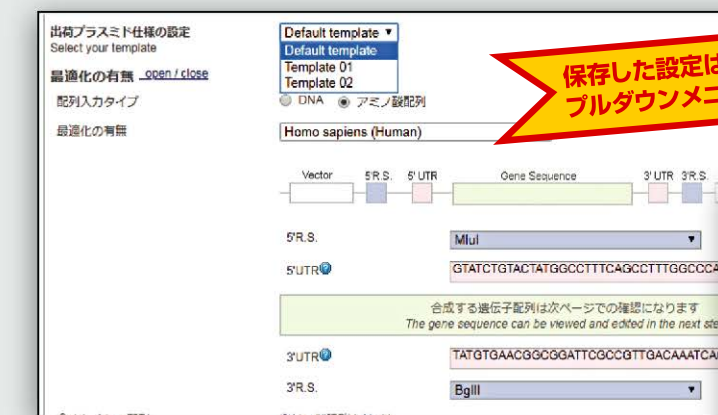 出荷プラスミド仕様の設定
Select your template
Default template
Default template
Template 01
Template 02
最適化の有無 open / close
配列入力タイプ
DNA アミノ酸配列
最適化の有無
Homo sapiens (Human)
保存した設定は
プルダウンメニ
Vector 5'R.S. 5' UTR Gene Sequence 3' UTR 3'R.S.
5'R.S.
MluI
5'UTR
GTATCTGTACTATGGCCTTTCAGCCTTTGGCCCA
合成する遺伝子配列は次ページでの確認になります
The gene sequence can be viewed and edited in the next ste
3'UTR
TATGTGAACGGCGGATTCGCCGTTGACAAATCA
3'R.S.
BglII